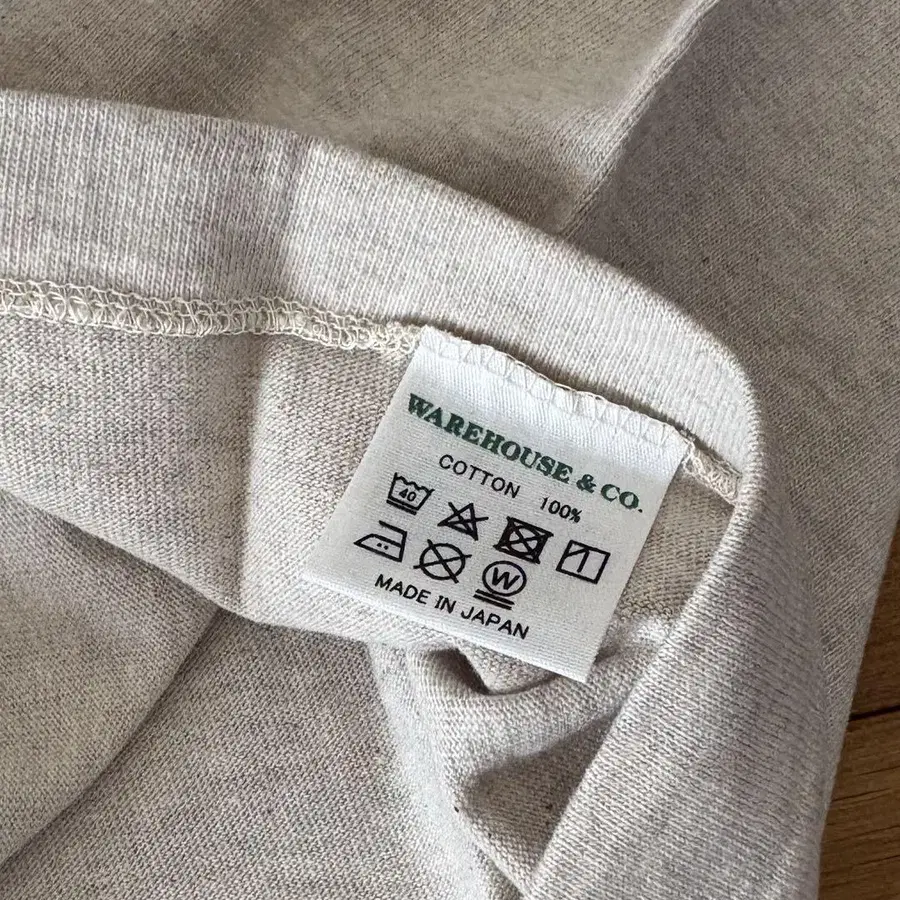 WAREHOUSE & CO.
COTTON 100%
40
W
MADE IN JAPAN